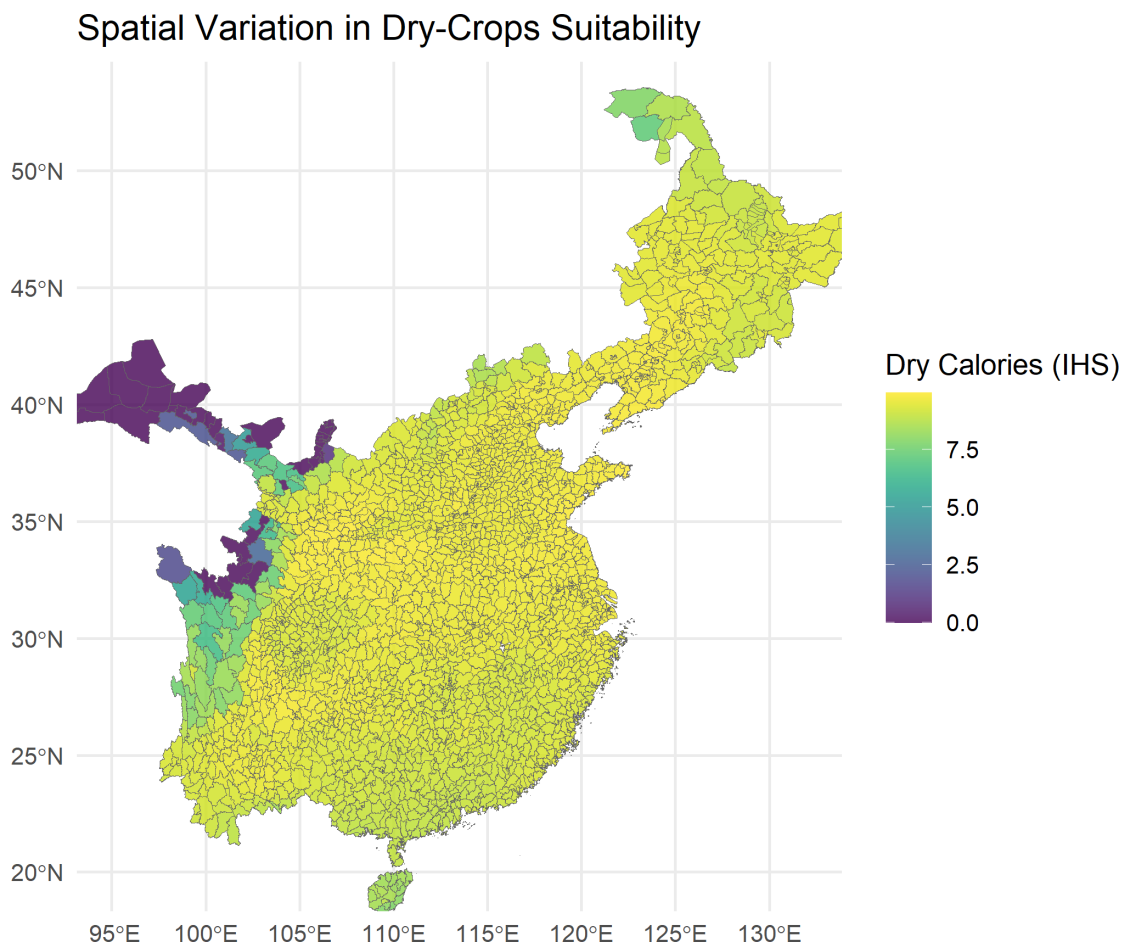 Spatial Variation in Dry-Crops Suitability
50°N
45°N
40°N
35°N
30°N
25°N
20°N
95°E 100°E 105°E 110°E 115°E 120°E 125°E 130°E
Dry Calories (IHS)
7.5
5.0
2.5
0.0